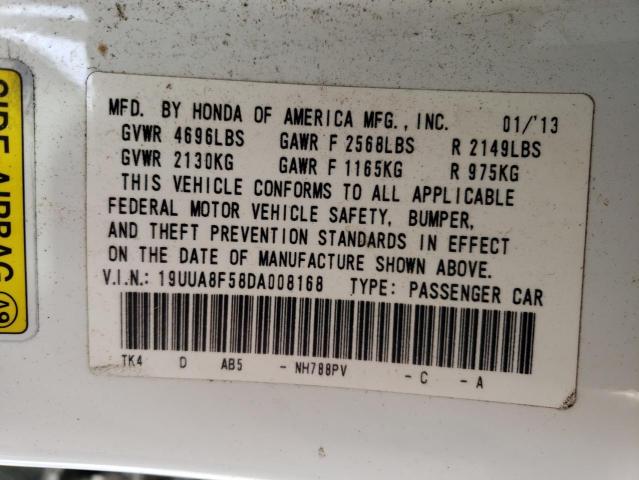 MFD. BY HONDA OF AMERICA MFG., INC. 01/'13
GVWR 4696LBS GAWR F 2568LBS R 2149LBS
GVWR 2130KG GAWR F 1165KG R 975KG
THIS VEHICLE CONFORMS TO ALL APPLICABLE
FEDERAL MOTOR VEHICLE SAFETY, BUMPER,
AND THEFT PREVENTION STANDARDS IN EFFECT
ON THE DATE OF MANUFACTURE SHOWN ABOVE.
V.I.N.: 19UUA8F58DA008168 TYPE: PASSENGER CAR
TK4 D AB5 - NH788PV - C - A
SIDE AIRBAG